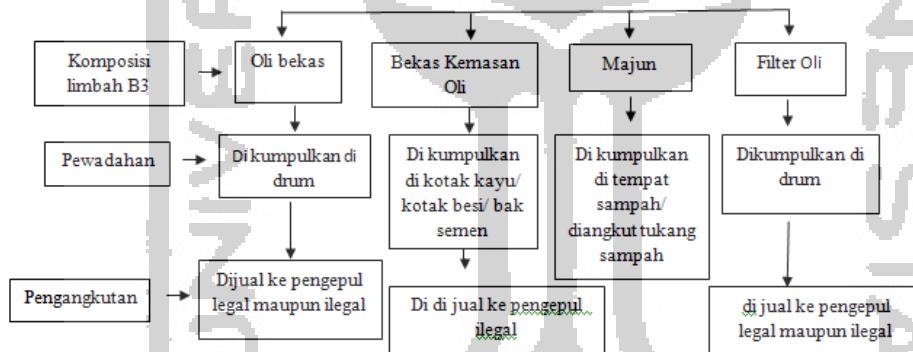 Komposisi
limbah B3
Oli bekas
Bekas Kemasan
Oli
Majun
Filter Oli
Pewadahan
Di kumpulkan di
drum
Di kumpulkan
di kotak kayu/
kotak besi/ bak
semen
Di kumpulkan
di tempat
sampah/
diangkut tukang
sampah
Dikumpulkan di
drum
Pengangkutan
Dijual ke pengepul
legal maupun ilegal
Di di jual ke pengepul
ilegal
di jual ke pengepul
legal maupun ilegal